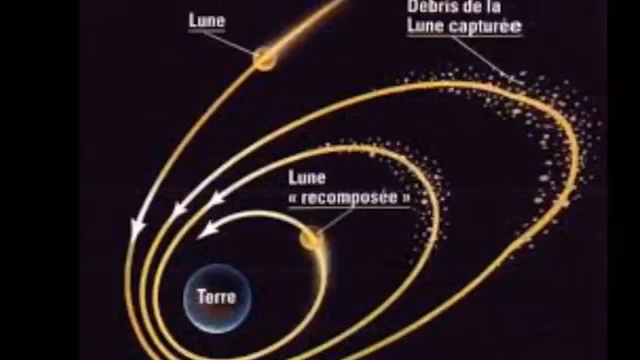 Lune
Débris de la
Lune capturée
Lune
« recomposée »
Terre